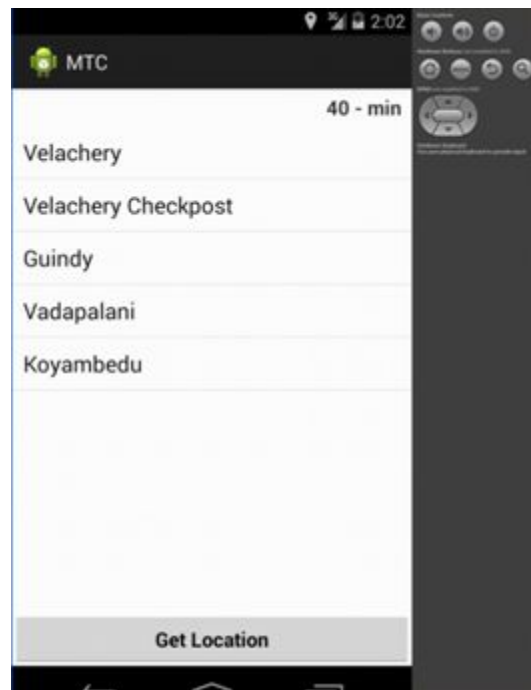 2:02
MTC
40 - min
Velachery
Velachery Checkpost
Guindy
Vadapalani
Koyambedu
Get Location